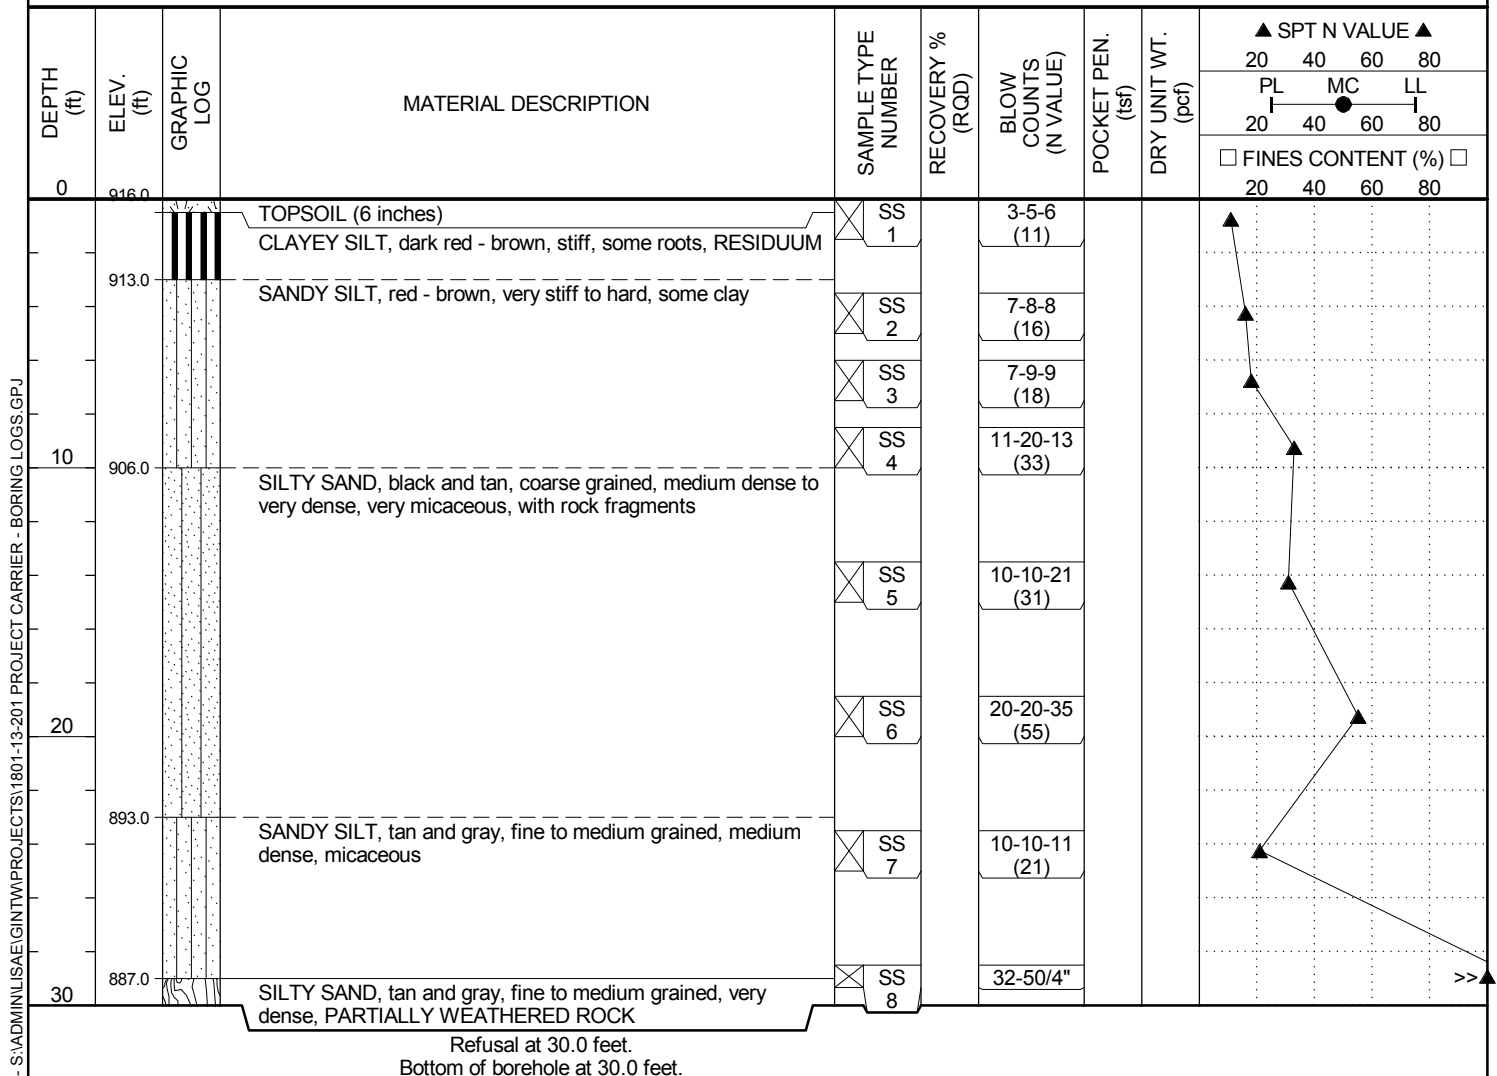 DEPTH
(ft)
ELEV.
(ft)
GRAPHIC
LOG
MATERIAL DESCRIPTION
SAMPLE TYPE
NUMBER
RECOVERY %
(RQD)
BLOW
COUNTS
(N VALUE)
POCKET PEN.
(tsf)
DRY UNIT WT.
(pcf)
▲ SPT N VALUE ▲
20 40 60 80
PL MC LL
20 40 60 80
□ FINES CONTENT (%) □
20 40 60 80
0
916.0
TOPSOIL (6 inches)
SS
1
3-5-6
(11)
CLAYEY SILT, dark red - brown, stiff, some roots, RESIDUUM
913.0
SANDY SILT, red - brown, very stiff to hard, some clay
SS
2
7-8-8
(16)
SS
3
7-9-9
(18)
SS
4
11-20-13
(33)
10
906.0
SILTY SAND, black and tan, coarse grained, medium dense to
very dense, very micaceous, with rock fragments
SS
5
10-10-21
(31)
SS
6
20-20-35
(55)
20
893.0
SANDY SILT, tan and gray, fine to medium grained, medium
dense, micaceous
SS
7
10-10-11
(21)
887.0
SS
8
32-50/4"
>>
30
SILTY SAND, tan and gray, fine to medium grained, very
dense, PARTIALLY WEATHERED ROCK
Refusal at 30.0 feet.
Bottom of borehole at 30.0 feet.
- S:\ADMIN\LISAE\GINTW\PROJECTS\1801-13-201 PROJECT CARRIER - BORING LOGS.GPJ